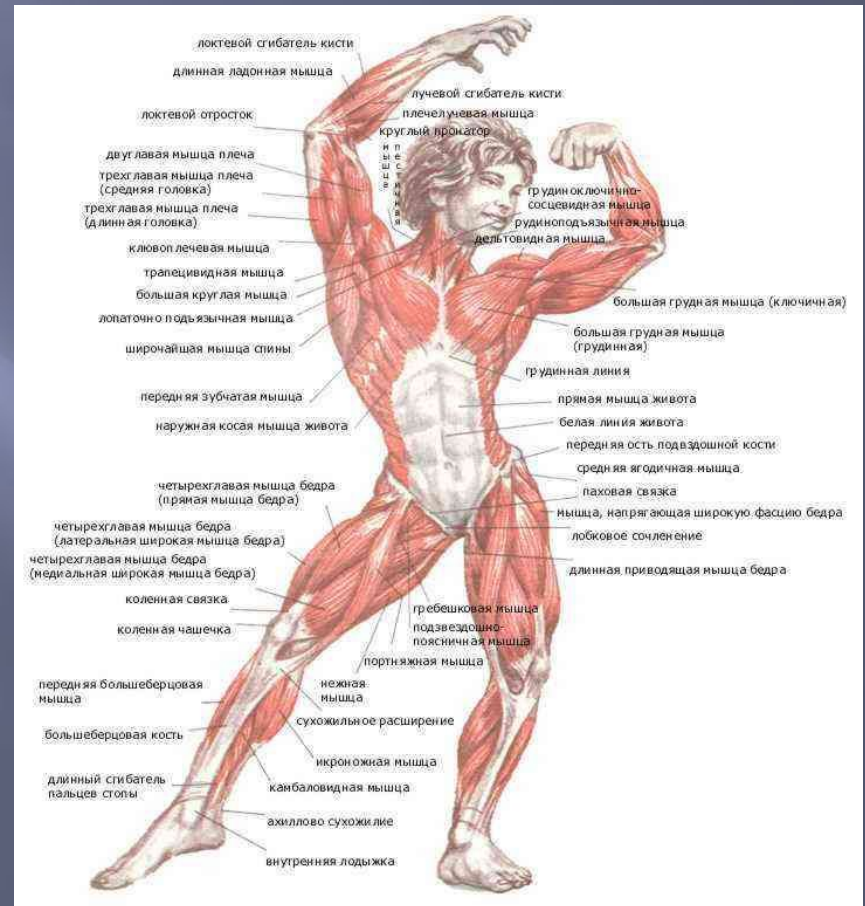 локтевой сгибатель кисти
длинная ладонная мышца
лучевой сгибатель кисти
плечелучевая мышца
локтевой отросток
круглый пронатор
мышца
лестничная
двуглавая мышца плеча
трехглавая мышца плеча
(средняя головка)
трехглавая мышца плеча
(длинная головка)
клювоплечевая мышца
трапецивидная мышца
большая круглая мышца
лопаточно подъязычная мышца
широчайшая мышца спины
передняя зубчатая мышца
наружная косая мышца живота
четырехглавая мышца бедра
(прямая мышца бедра)
четырехглавая мышца бедра
(латеральная широкая мышца бедра)
четырехглавая мышца бедра
(медиальная широкая мышца бедра)
коленная связка
коленная чашечка
передняя большеберцовая
мышца
большеберцовая кость
длинный сгибатель
пальцев стопы
грудиноключично-
сосцевидная мышца
рудиноподъязычная мышца
дельтовидная мышца
большая грудная мышца (ключичная)
большая грудная мышца
(грудинная)
грудинная линия
прямая мышца живота
белая линия живота
передняя ость подвздошной кости
средняя ягодичная мышца
паховая связка
мышца, напрягающая широкую фасцию бедра
лобковое сочленение
длинная приводящая мышца бедра
гребешковая мышца
подзвездошно-
поясничная мышца
портняжная мышца
нежная
мышца
сухожильное расширение
икроножная мышца
камбаловидная мышца
ахиллово сухожилие
внутренняя лодыжка